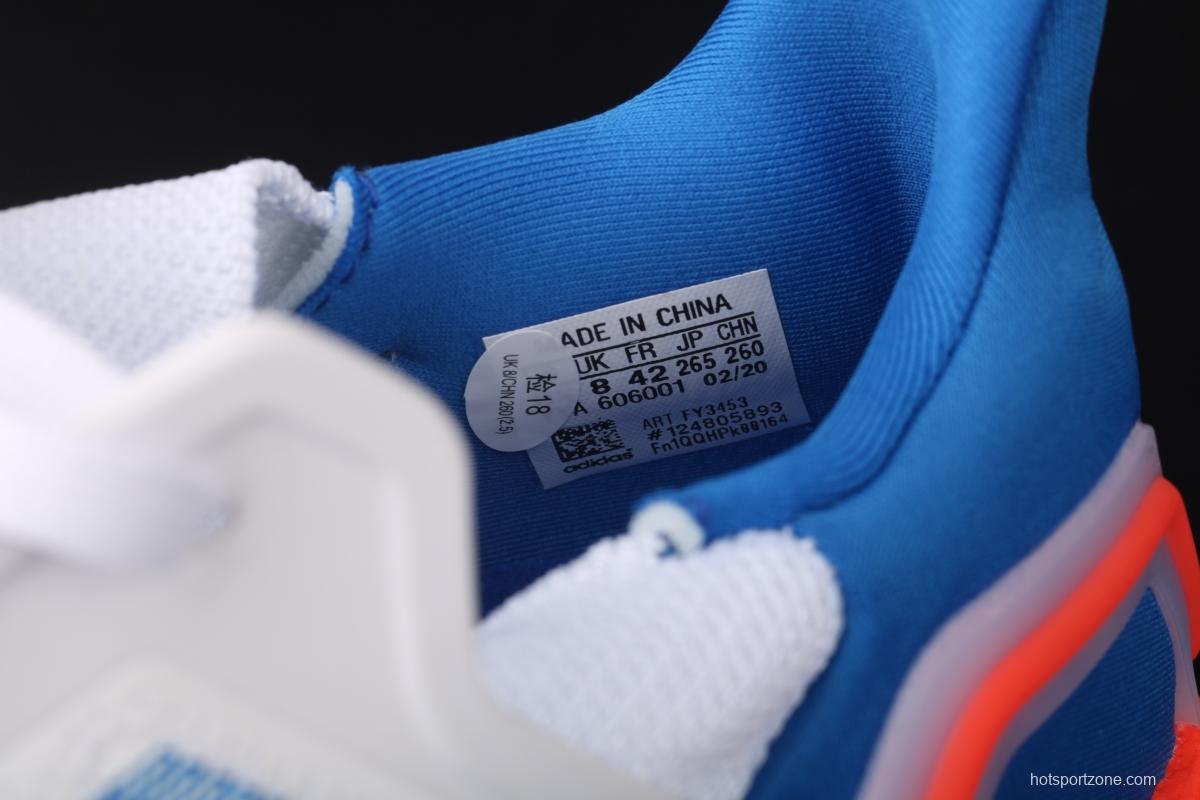 ADE IN CHINA
UK FR JP CHN
8 42 265 260
A 606001 02/20
ART FY3453
#124805893
Fn1QQHPk00164
adidas
检18
UK 8/CHN 260(2.5)
hotsportzone.com